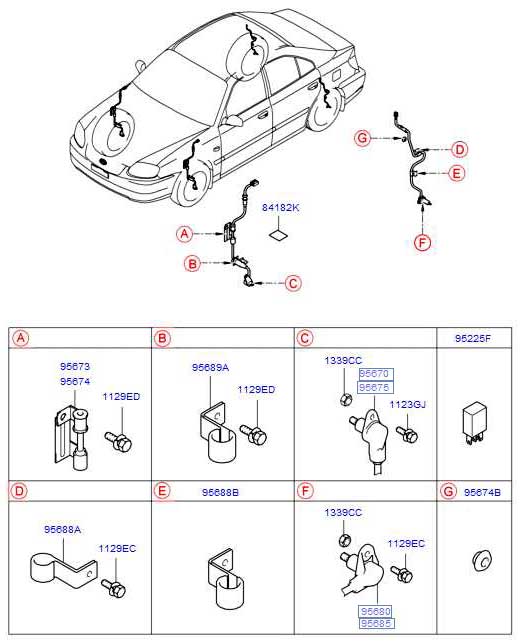 G
D
E
F
84182K
A
B
C
A
B
C
95225F
95673
95674
1129ED
95689A
1129ED
1339CC
95670
95675
1123GJ
D
E
95688B
F
G
95674B
95688A
1129EC
1339CC
1129EC
95680
95685